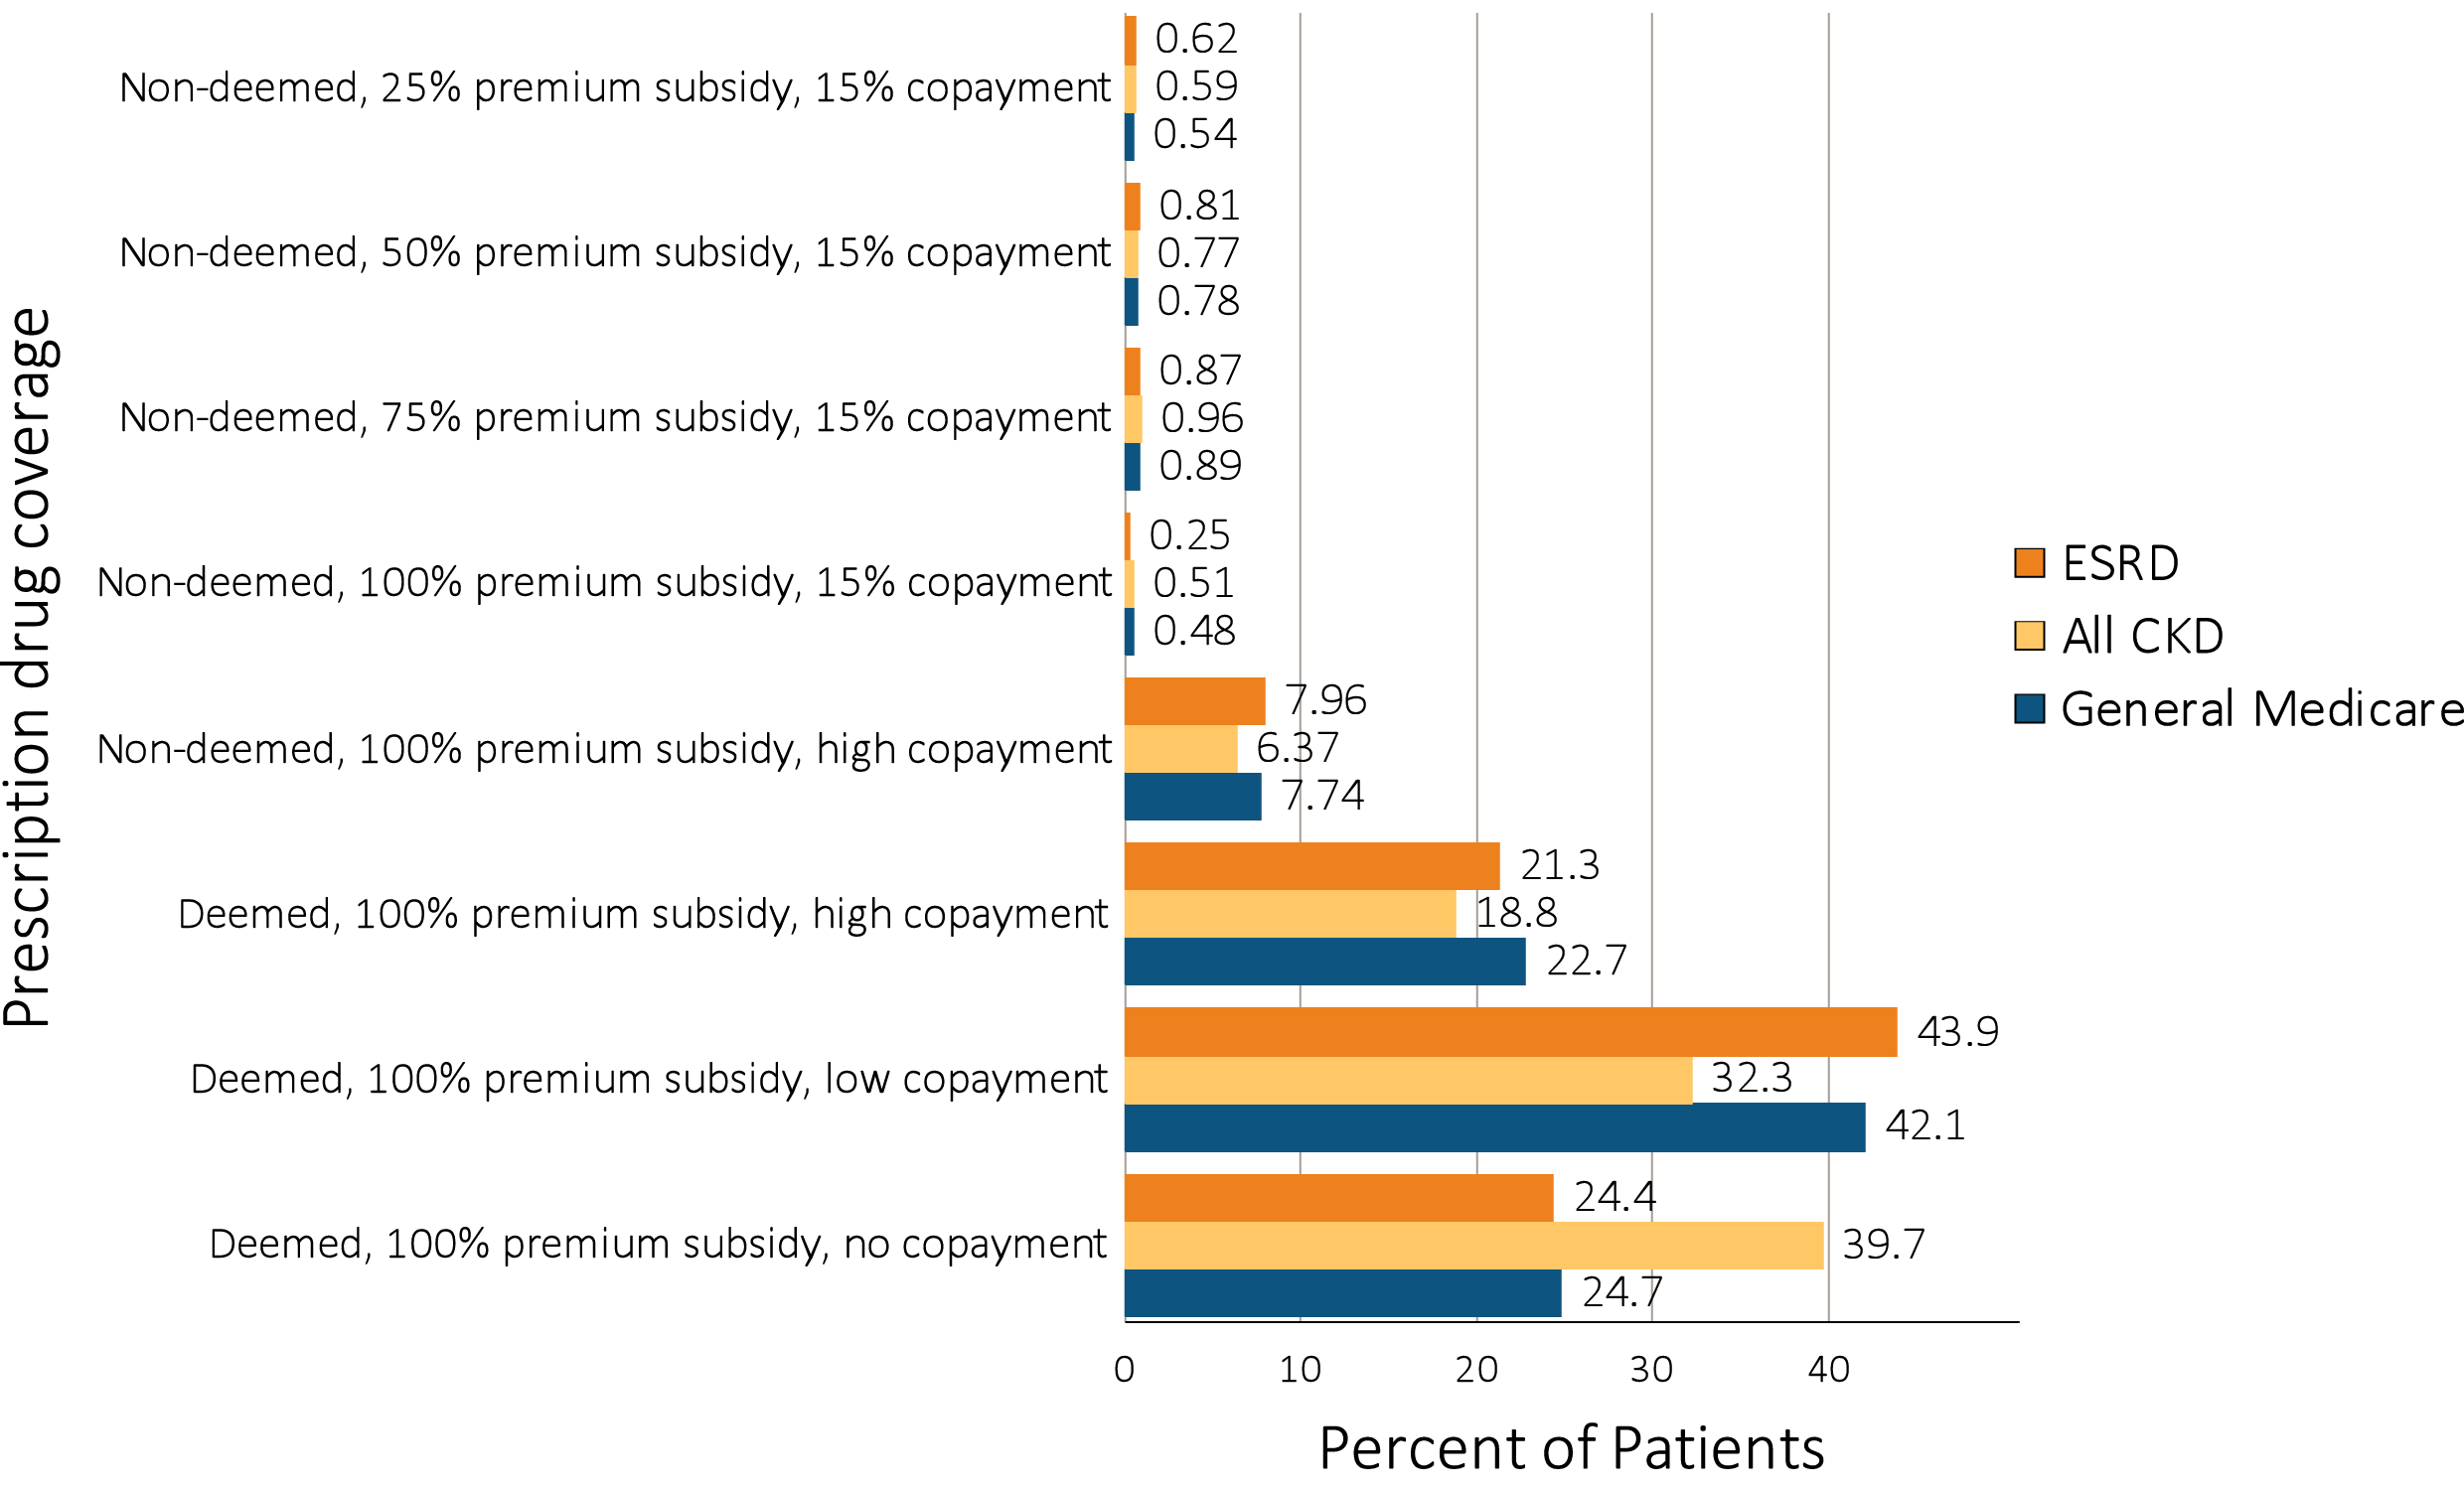 Prescription drug coverage
Non-deemed, 25% premium subsidy, 15% copayment
0.62
0.59
0.54
Non-deemed, 50% premium subsidy, 15% copayment
0.81
0.77
0.78
Non-deemed, 75% premium subsidy, 15% copayment
0.87
0.96
0.89
Non-deemed, 100% premium subsidy, 15% copayment
0.25
0.51
0.48
Non-deemed, 100% premium subsidy, high copayment
7.96
6.37
7.74
Deemed, 100% premium subsidy, high copayment
21.3
18.8
22.7
Deemed, 100% premium subsidy, low copayment
43.9
32.3
42.1
Deemed, 100% premium subsidy, no copayment
24.4
39.7
24.7
0 10 20 30 40
Percent of Patients
ESRD
All CKD
General Medicare